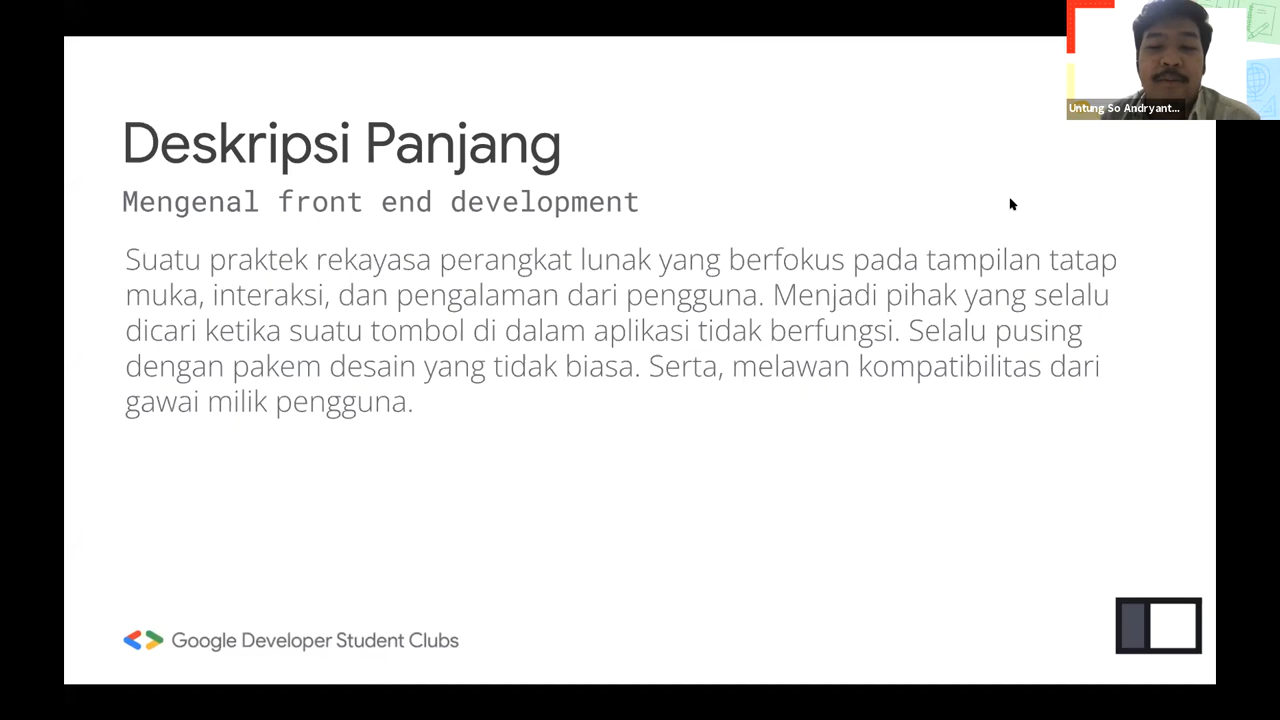 Untung So Andryant...
Deskripsi Panjang
Mengenal front end development
Suatu praktek rekayasa perangkat lunak yang berfokus pada tampilan tatap
muka, interaksi, dan pengalaman dari pengguna. Menjadi pihak yang selalu
dicari ketika suatu tombol di dalam aplikasi tidak berfungsi. Selalu pusing
dengan pakem desain yang tidak biasa. Serta, melawan kompatibilitas dari
gawai milik pengguna.
Google Developer Student Clubs